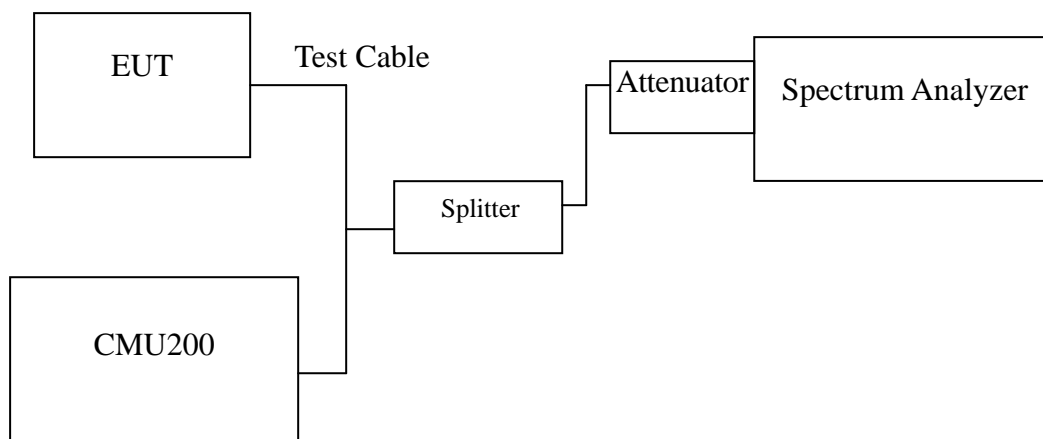 EUT
Test Cable
Attenuator
Spectrum Analyzer
Splitter
CMU200